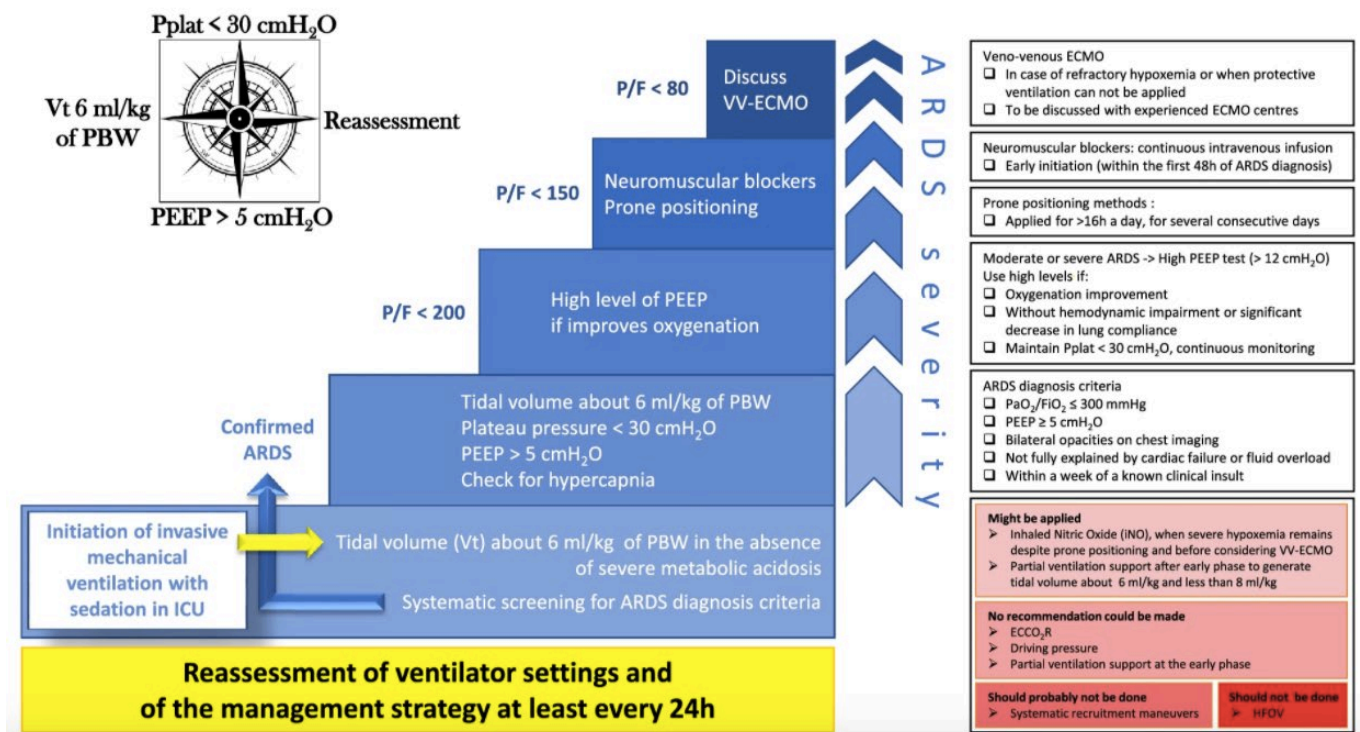 Pplat < 30 cmH₂O
Vt 6 ml/kg
of PBW
Reassessment
PEEP > 5 cmH₂O
P/F < 80
Discuss
VV-ECMO
P/F < 150
Neuromuscular blockers
Prone positioning
P/F < 200
High level of PEEP
if improves oxygenation
Tidal volume about 6 ml/kg of PBW
Plateau pressure < 30 cmH₂O
PEEP > 5 cmH₂O
Check for hypercapnia
Confirmed
ARDS
Initiation of invasive
mechanical
ventilation with
sedation in ICU
Tidal volume (Vt) about 6 ml/kg of PBW in the absence
of severe metabolic acidosis
Systematic screening for ARDS diagnosis criteria
Reassessment of ventilator settings and
of the management strategy at least every 24h
ARDS severity
Veno-venous ECMO
❑ In case of refractory hypoxemia or when protective
ventilation can not be applied
❑ To be discussed with experienced ECMO centres
Neuromuscular blockers: continuous intravenous infusion
❑ Early initiation (within the first 48h of ARDS diagnosis)
Prone positioning methods :
❑ Applied for >16h a day, for several consecutive days
Moderate or severe ARDS -> High PEEP test (> 12 cmH₂O)
Use high levels if:
❑ Oxygenation improvement
❑ Without hemodynamic impairment or significant
decrease in lung compliance
❑ Maintain Pplat < 30 cmH₂O, continuous monitoring
ARDS diagnosis criteria
❑ PaO₂/FiO₂ ≤ 300 mmHg
❑ PEEP ≥ 5 cmH₂O
❑ Bilateral opacities on chest imaging
❑ Not fully explained by cardiac failure or fluid overload
❑ Within a week of a known clinical insult
Might be applied
➢ Inhaled Nitric Oxide (iNO), when severe hypoxemia remains
despite prone positioning and before considering VV-ECMO
➢ Partial ventilation support after early phase to generate
tidal volume about 6 ml/kg and less than 8 ml/kg
No recommendation could be made
➢ ECCO₂R
➢ Driving pressure
➢ Partial ventilation support at the early phase
Should probably not be done
➢ Systematic recruitment maneuvers
Should not be done
➢ HFOV